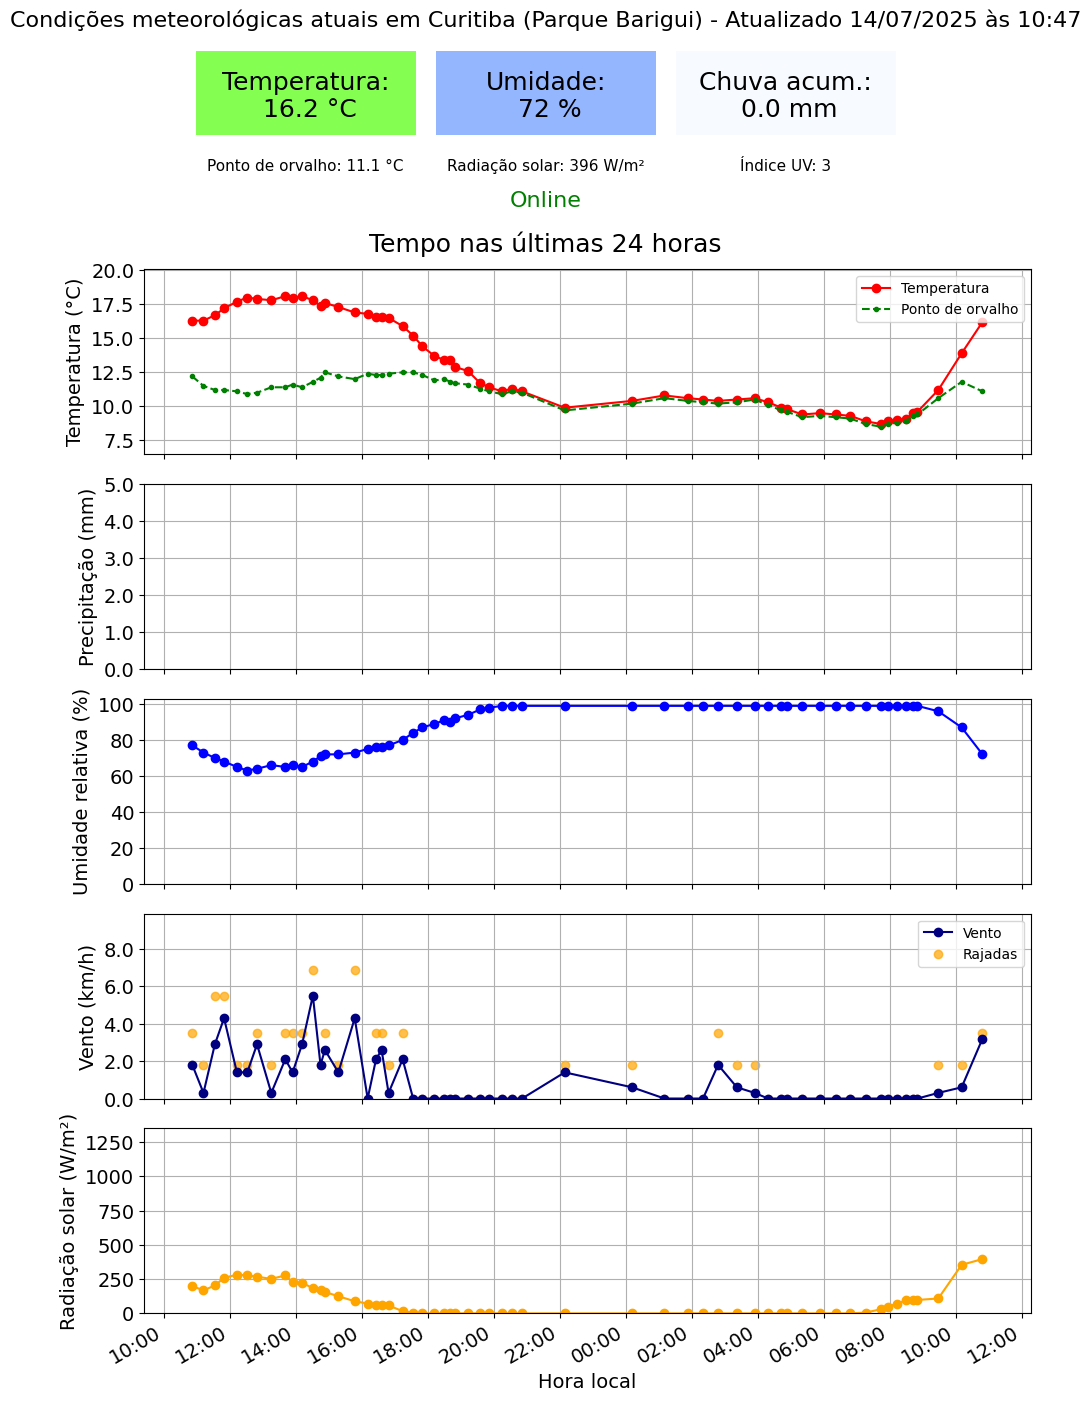 Condições meteorológicas atuais em Curitiba (Parque Barigui) - Atualizado 14/07/2025 às 10:47
Temperatura:
16.2 °C
Umidade:
72 %
Chuva acum.:
0.0 mm
Ponto de orvalho: 11.1 °C
Radiação solar: 396 W/m²
Índice UV: 3
Online
Tempo nas últimas 24 horas
Temperatura (°C)
20.0
17.5
15.0
12.5
10.0
7.5
Temperatura
Ponto de orvalho
Precipitação (mm)
5.0
4.0
3.0
2.0
1.0
0.0
Umidade relativa (%)
100
80
60
40
20
0
Vento (km/h)
8.0
6.0
4.0
2.0
0.0
Vento
Rajadas
Radiação solar (W/m²)
1250
1000
750
500
250
0
10:00
12:00
14:00
16:00
18:00
20:00
22:00
00:00
02:00
04:00
06:00
08:00
10:00
12:00
Hora local